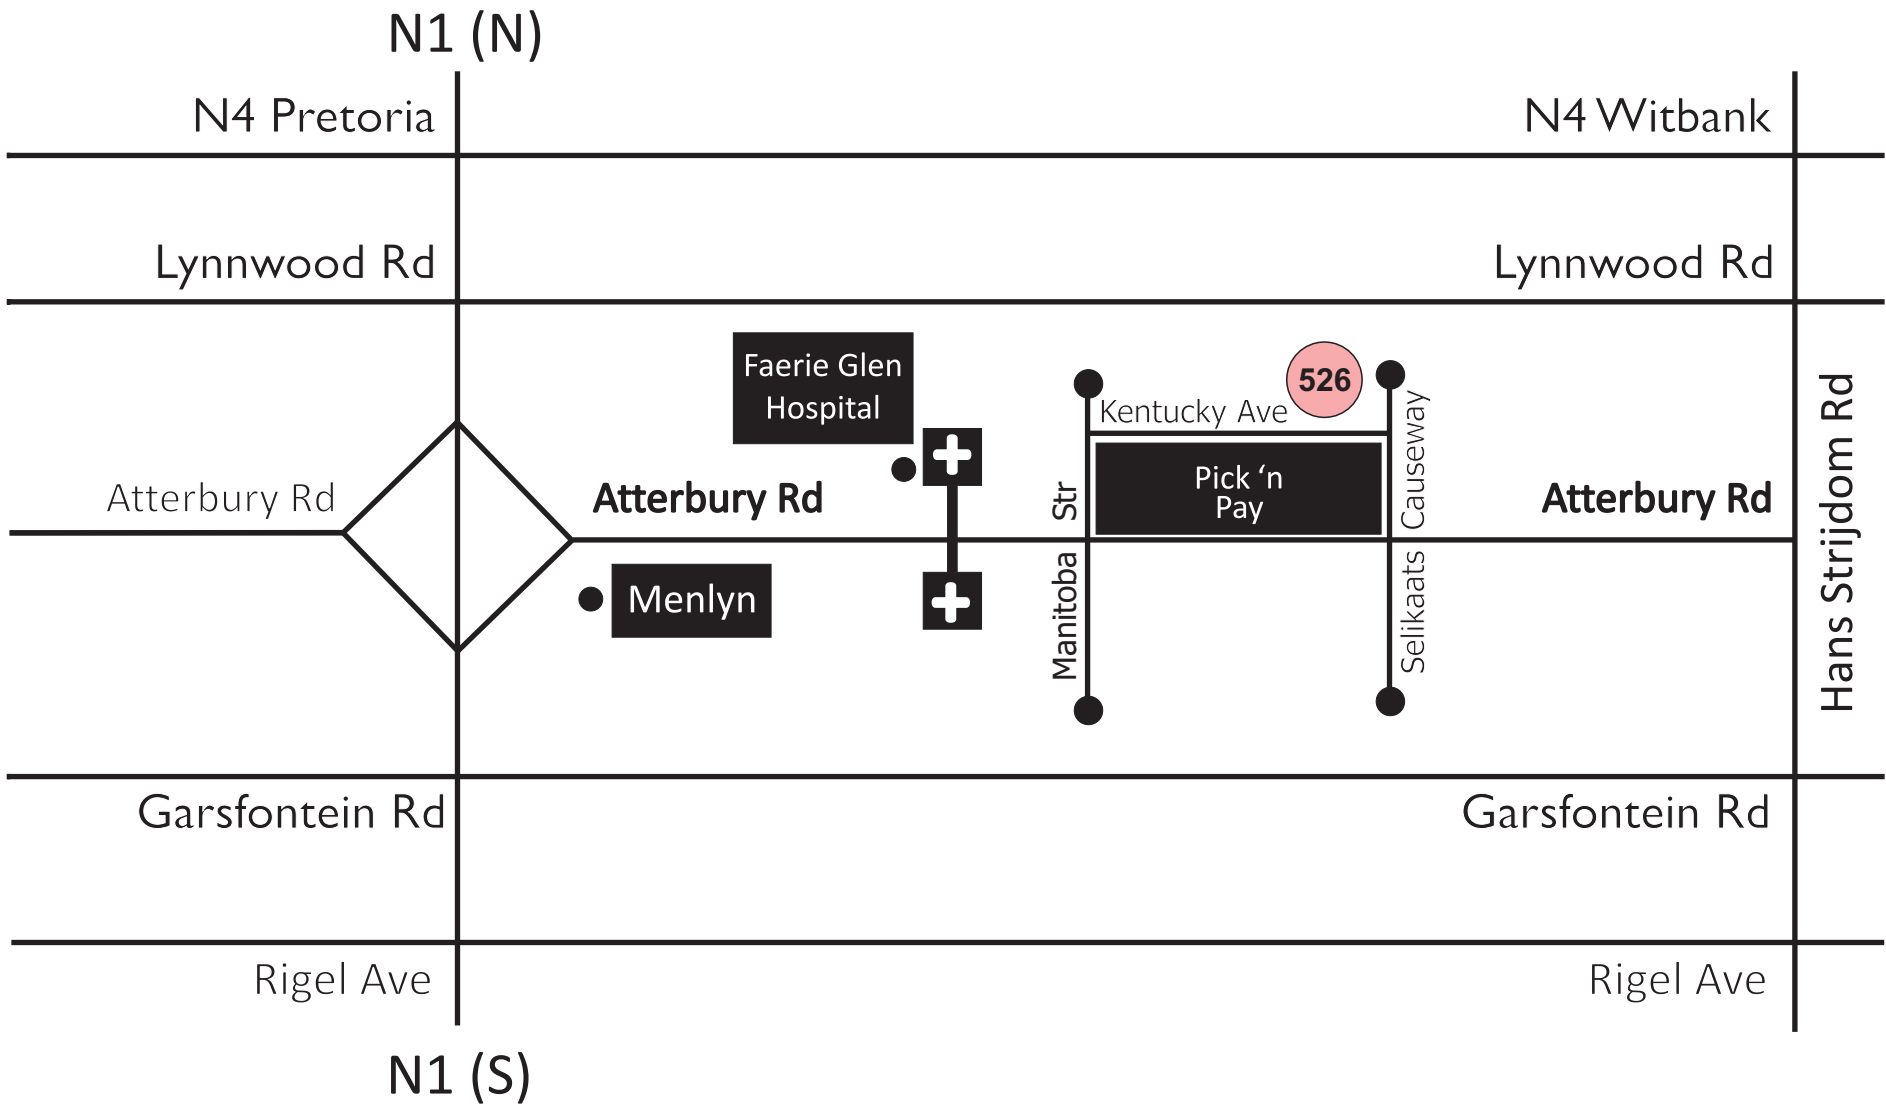 N1 (N)
N4 Pretoria
N4 Witbank
Lynnwood Rd
Lynnwood Rd
Faerie Glen
Hospital
526
Kentucky Ave
Pick ‘n
Pay
Atterbury Rd
Atterbury Rd
Atterbury Rd
Manitoba Str
Selikaats Causeway
Hans Strijdom Rd
Menlyn
Garsfontein Rd
Garsfontein Rd
Rigel Ave
Rigel Ave
N1 (S)